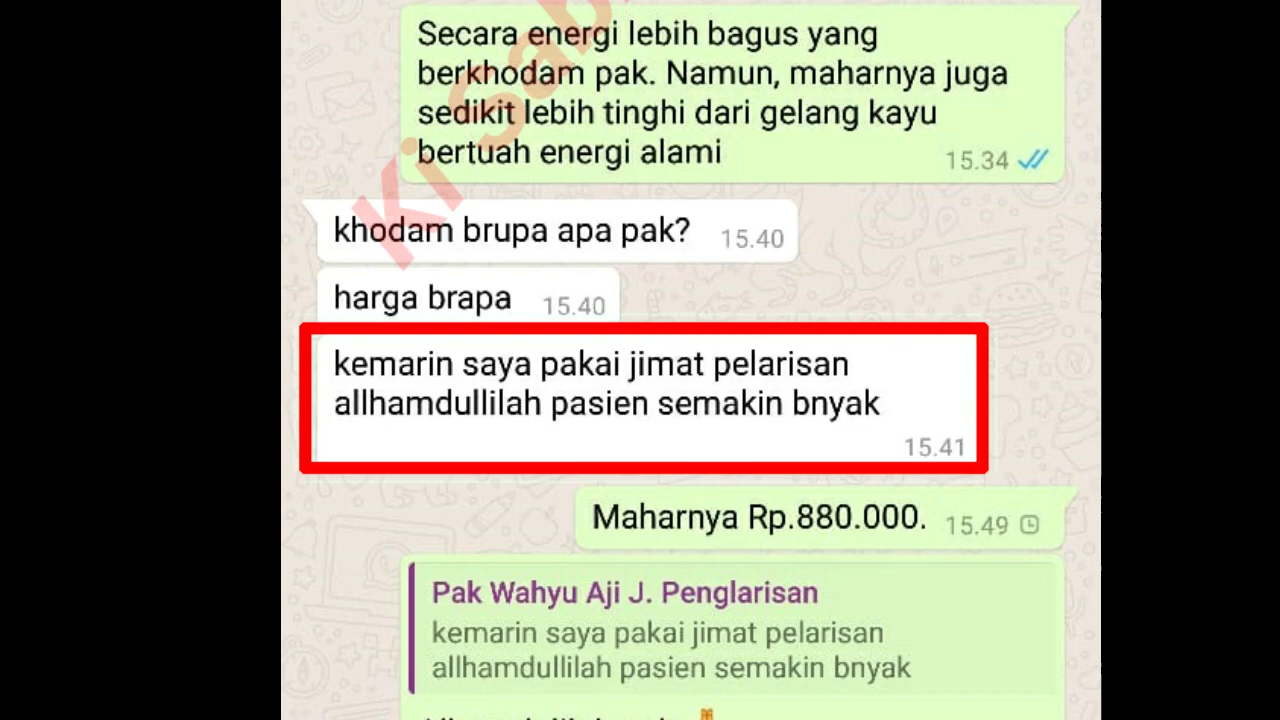 Secara energi lebih bagus yang
berkhodam pak. Namun, maharnya juga
sedikit lebih tinghi dari gelang kayu
bertuah energi alami
15.34
khodam brupa apa pak?
15.40
harga brapa
15.40
kemarin saya pakai jimat pelarisan
allhamdullilah pasien semakin bnyak
15.41
Maharnya Rp.880.000.
15.49
Pak Wahyu Aji J. Penglarisan
kemarin saya pakai jimat pelarisan
allhamdullilah pasien semakin bnyak
Ki Sab